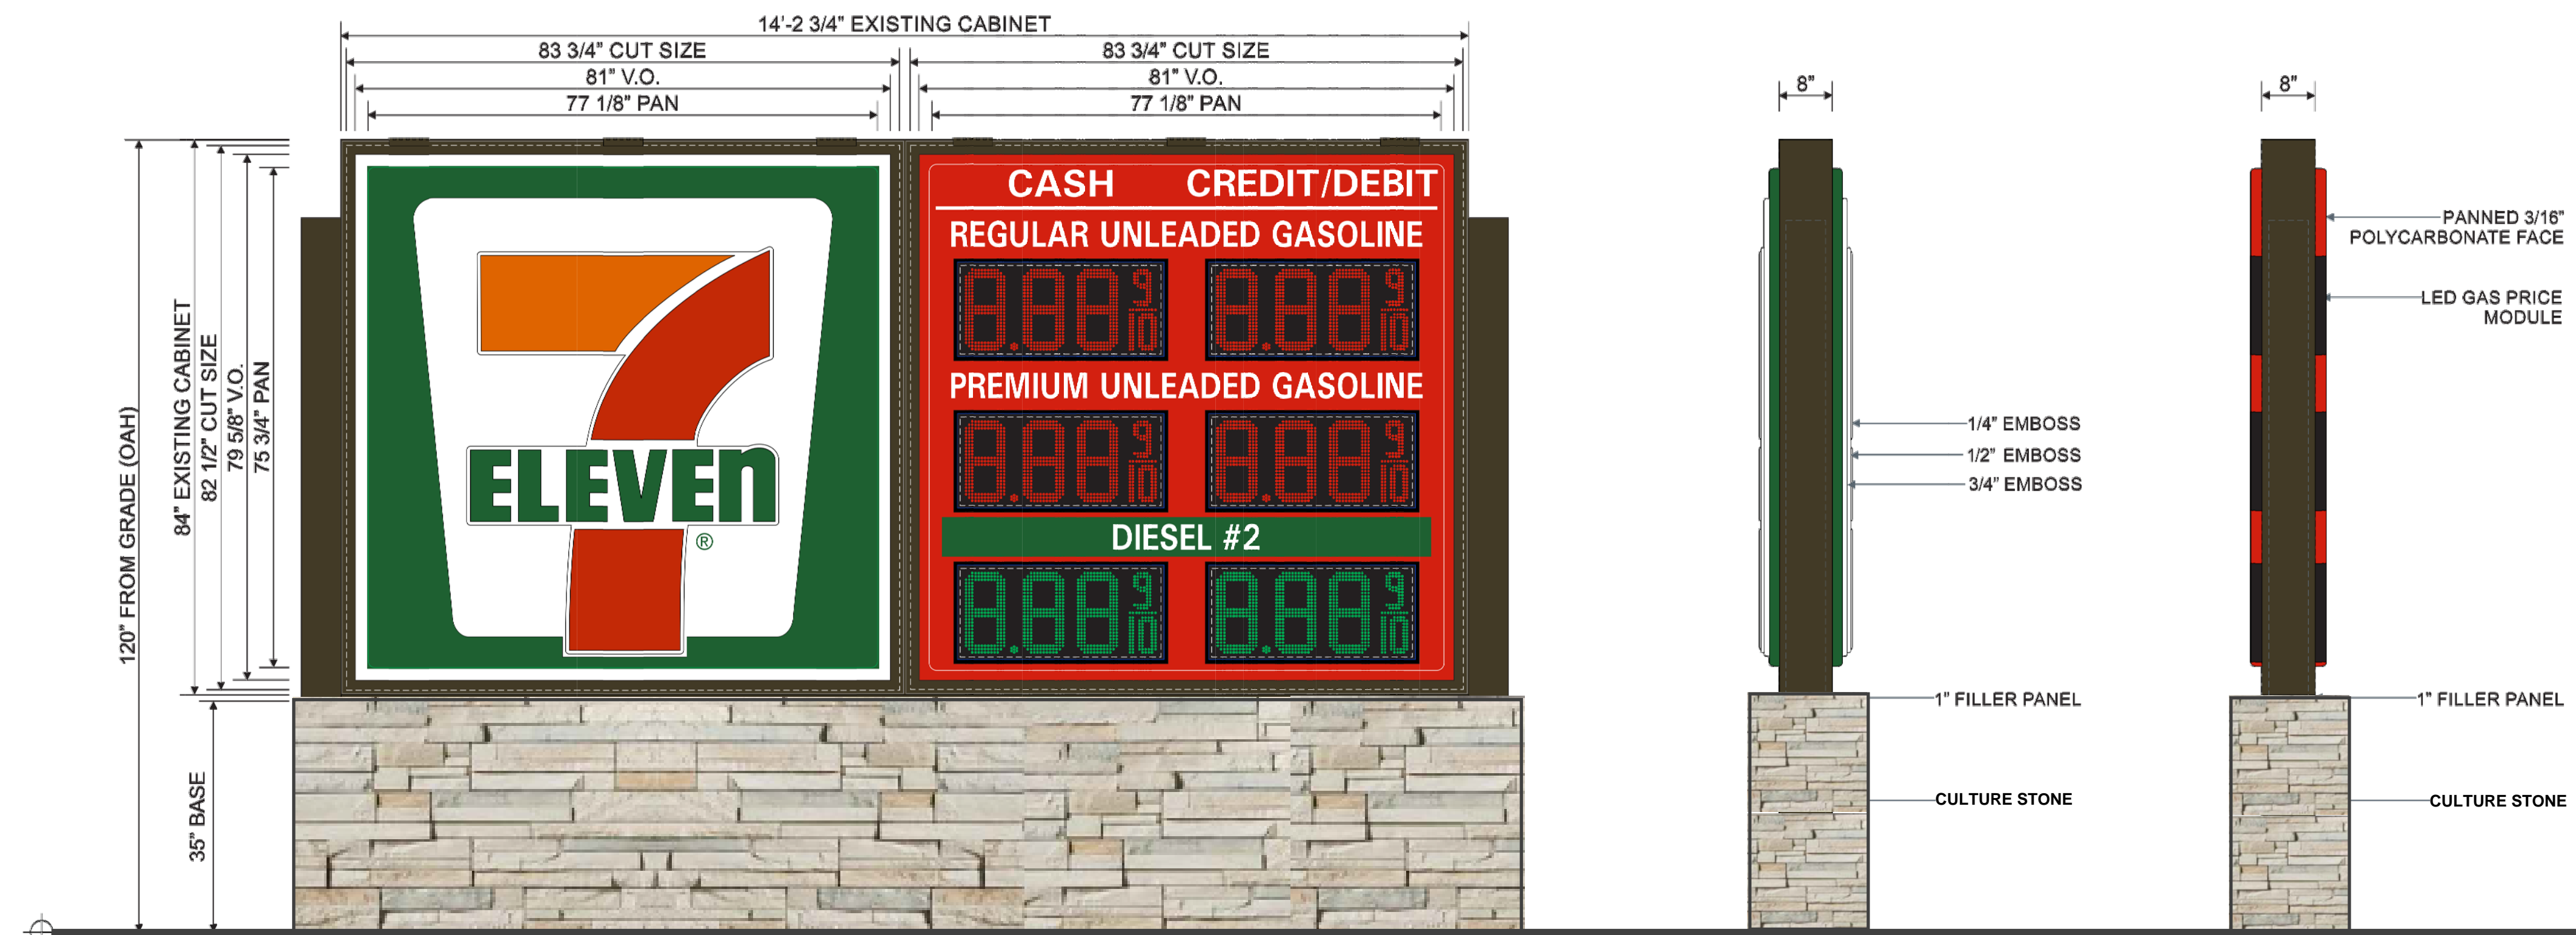 14'-2 3/4" EXISTING CABINET
83 3/4" CUT SIZE
83 3/4" CUT SIZE
81" V.O.
81" V.O.
77 1/8" PAN
77 1/8" PAN
120" FROM GRADE (OAH)
84" EXISTING CABINET
82 1/2" CUT SIZE
79 5/8" V.O.
75 3/4" PAN
35" BASE
7
ELEVEn
®
CASH CREDIT/DEBIT
REGULAR UNLEADED GASOLINE
8.88 9/10 8.88 9/10
PREMIUM UNLEADED GASOLINE
8.88 9/10 8.88 9/10
DIESEL #2
8.88 9/10 8.88 9/10
8"
1/4" EMBOSS
1/2" EMBOSS
3/4" EMBOSS
1" FILLER PANEL
CULTURE STONE
8"
PANNED 3/16"
POLYCARBONATE FACE
LED GAS PRICE
MODULE
1" FILLER PANEL
CULTURE STONE